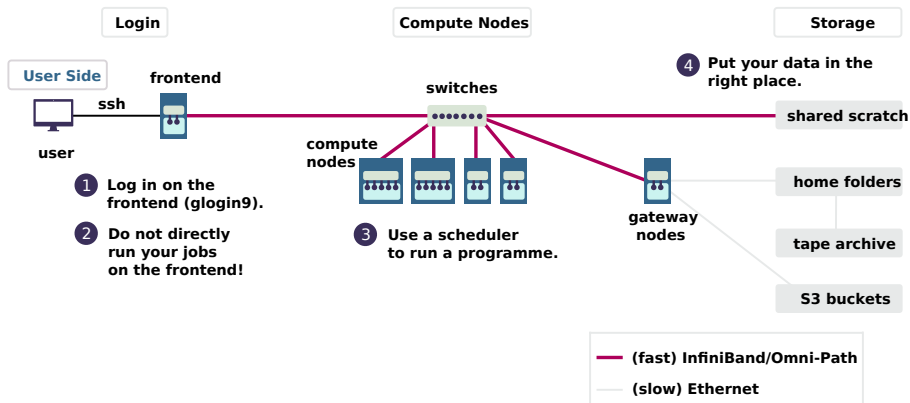 Login
Compute Nodes
Storage
User Side
frontend
ssh
user
switches
compute
nodes
gateway
nodes
shared scratch
home folders
tape archive
S3 buckets
1 Log in on the
frontend (glogin9).
2 Do not directly
run your jobs
on the frontend!
3 Use a scheduler
to run a programme.
4 Put your data in the
right place.
(fast) InfiniBand/Omni-Path
(slow) Ethernet